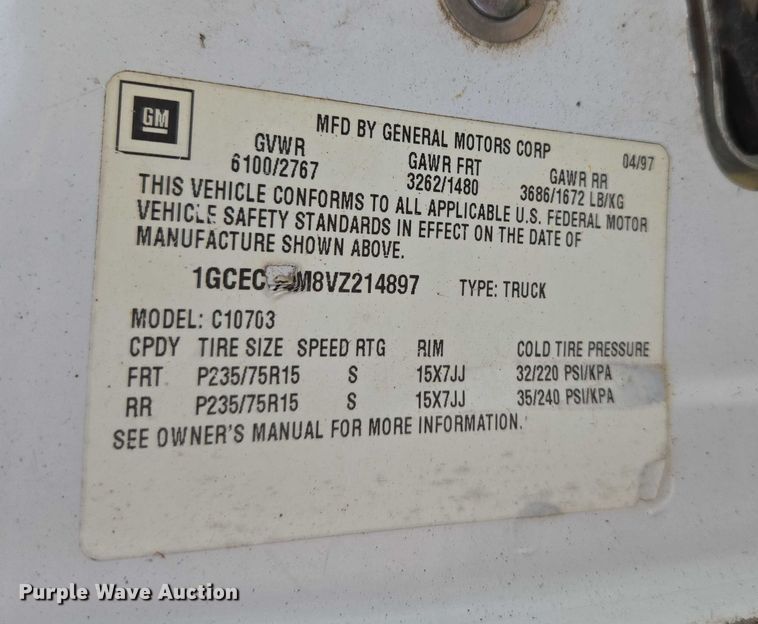 GM
MFD BY GENERAL MOTORS CORP 04/97
GVWR GAWR FRT GAWR RR
6100/2767 3262/1480 3686/1672 LB/KG
THIS VEHICLE CONFORMS TO ALL APPLICABLE U.S. FEDERAL MOTOR
VEHICLE SAFETY STANDARDS IN EFFECT ON THE DATE OF
MANUFACTURE SHOWN ABOVE.
TYPE: TRUCK
MODEL: C10703
CPDY TIRE SIZE SPEED RTG RIM COLD TIRE PRESSURE
FRT P235/75R15 S 15X7JJ 32/220 PSI/KPA
RR P235/75R15 S 15X7JJ 35/240 PSI/KPA
SEE OWNER'S MANUAL FOR MORE INFORMATION.
Purple Wave Auction